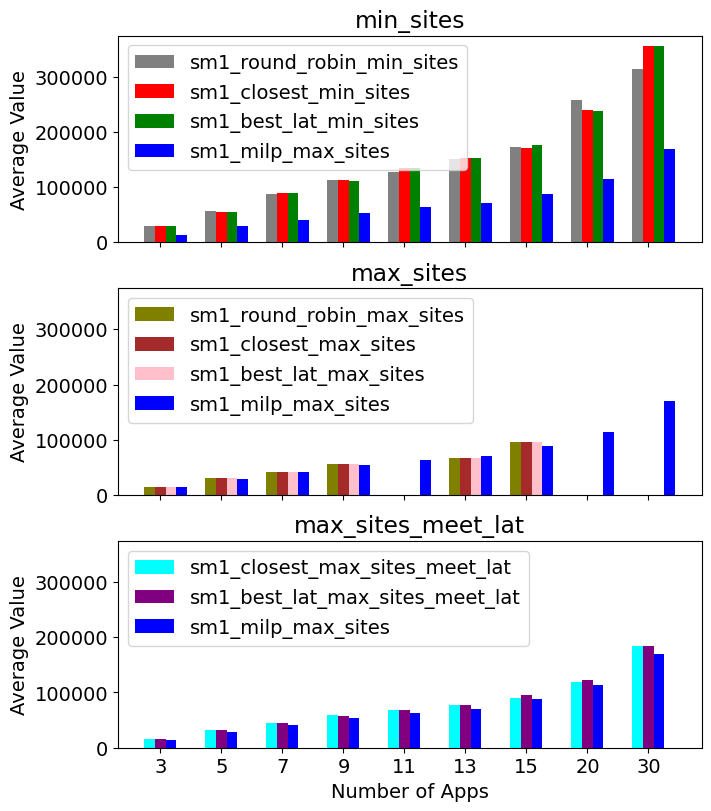 min_sites
Average Value
300000
200000
100000
0
sm1_round_robin_min_sites
sm1_closest_min_sites
sm1_best_lat_min_sites
sm1_milp_max_sites
max_sites
Average Value
300000
200000
100000
0
sm1_round_robin_max_sites
sm1_closest_max_sites
sm1_best_lat_max_sites
sm1_milp_max_sites
max_sites_meet_lat
Average Value
300000
200000
100000
0
sm1_closest_max_sites_meet_lat
sm1_best_lat_max_sites_meet_lat
sm1_milp_max_sites
3 5 7 9 11 13 15 20 30
Number of Apps